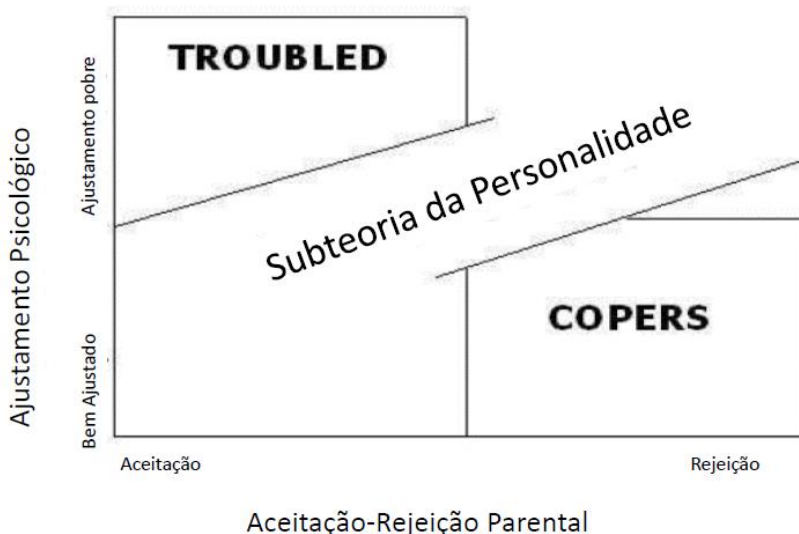 TROUBLED
Ajustamento pobre
Subteoria da Personalidade
Ajustamento Psicológico
COPERS
Bem Ajustado
Aceitação
Rejeição
Aceitação-Rejeição Parental